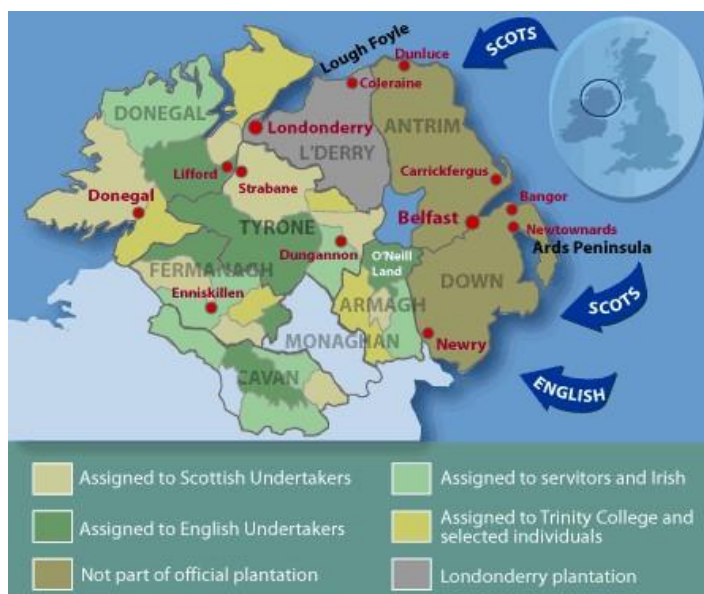 SCOTS
Lough Foyle
Dunluce
Coleraine
DONEGAL
ANTRIM
Londonderry
L'DERRY
Lifford
Strabane
Carrickfergus
Donegal
Bangor
Belfast
Newtownards
TYRONE
Ards Peninsula
Dungannon
O'Neill
Land
FERMANAGH
DOWN
Enniskillen
ARMAGH
SCOTS
MONAGHAN
Newry
CAVAN
ENGLISH
Assigned to Scottish Undertakers
Assigned to servitors and Irish
Assigned to English Undertakers
Assigned to Trinity College and
selected individuals
Not part of official plantation
Londonderry plantation